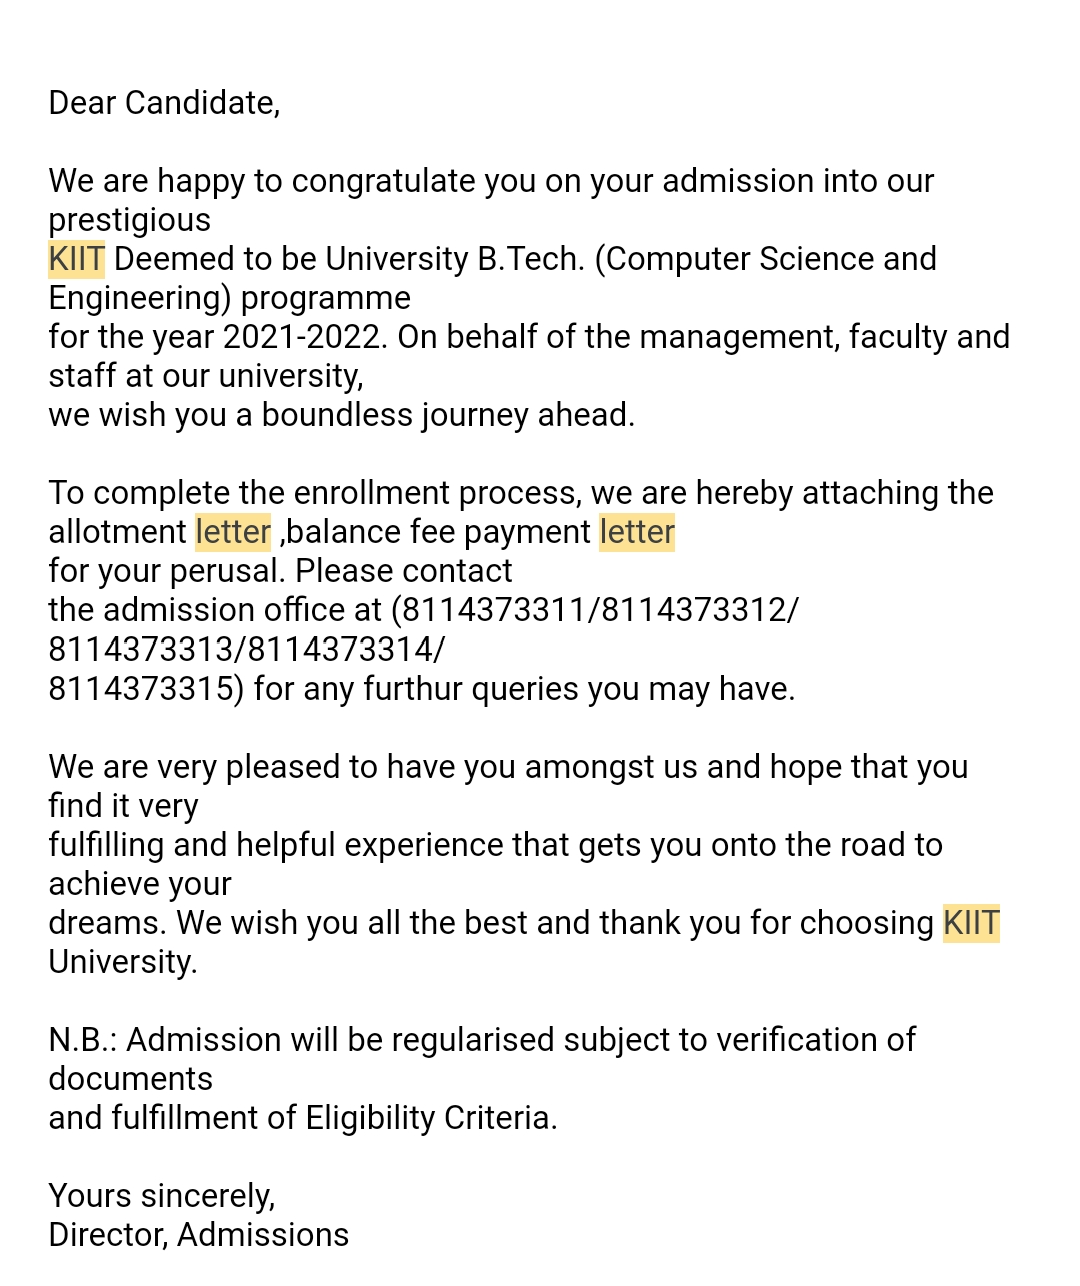 Dear Candidate,
We are happy to congratulate you on your admission into our
prestigious
KIIT Deemed to be University B.Tech. (Computer Science and
Engineering) programme
for the year 2021-2022. On behalf of the management, faculty and
staff at our university,
we wish you a boundless journey ahead.
To complete the enrollment process, we are hereby attaching the
allotment letter ,balance fee payment letter
for your perusal. Please contact
the admission office at (8114373311/8114373312/
8114373313/8114373314/
8114373315) for any furthur queries you may have.
We are very pleased to have you amongst us and hope that you
find it very
fulfilling and helpful experience that gets you onto the road to
achieve your
dreams. We wish you all the best and thank you for choosing KIIT
University.
N.B.: Admission will be regularised subject to verification of
documents
and fulfillment of Eligibility Criteria.
Yours sincerely,
Director, Admissions